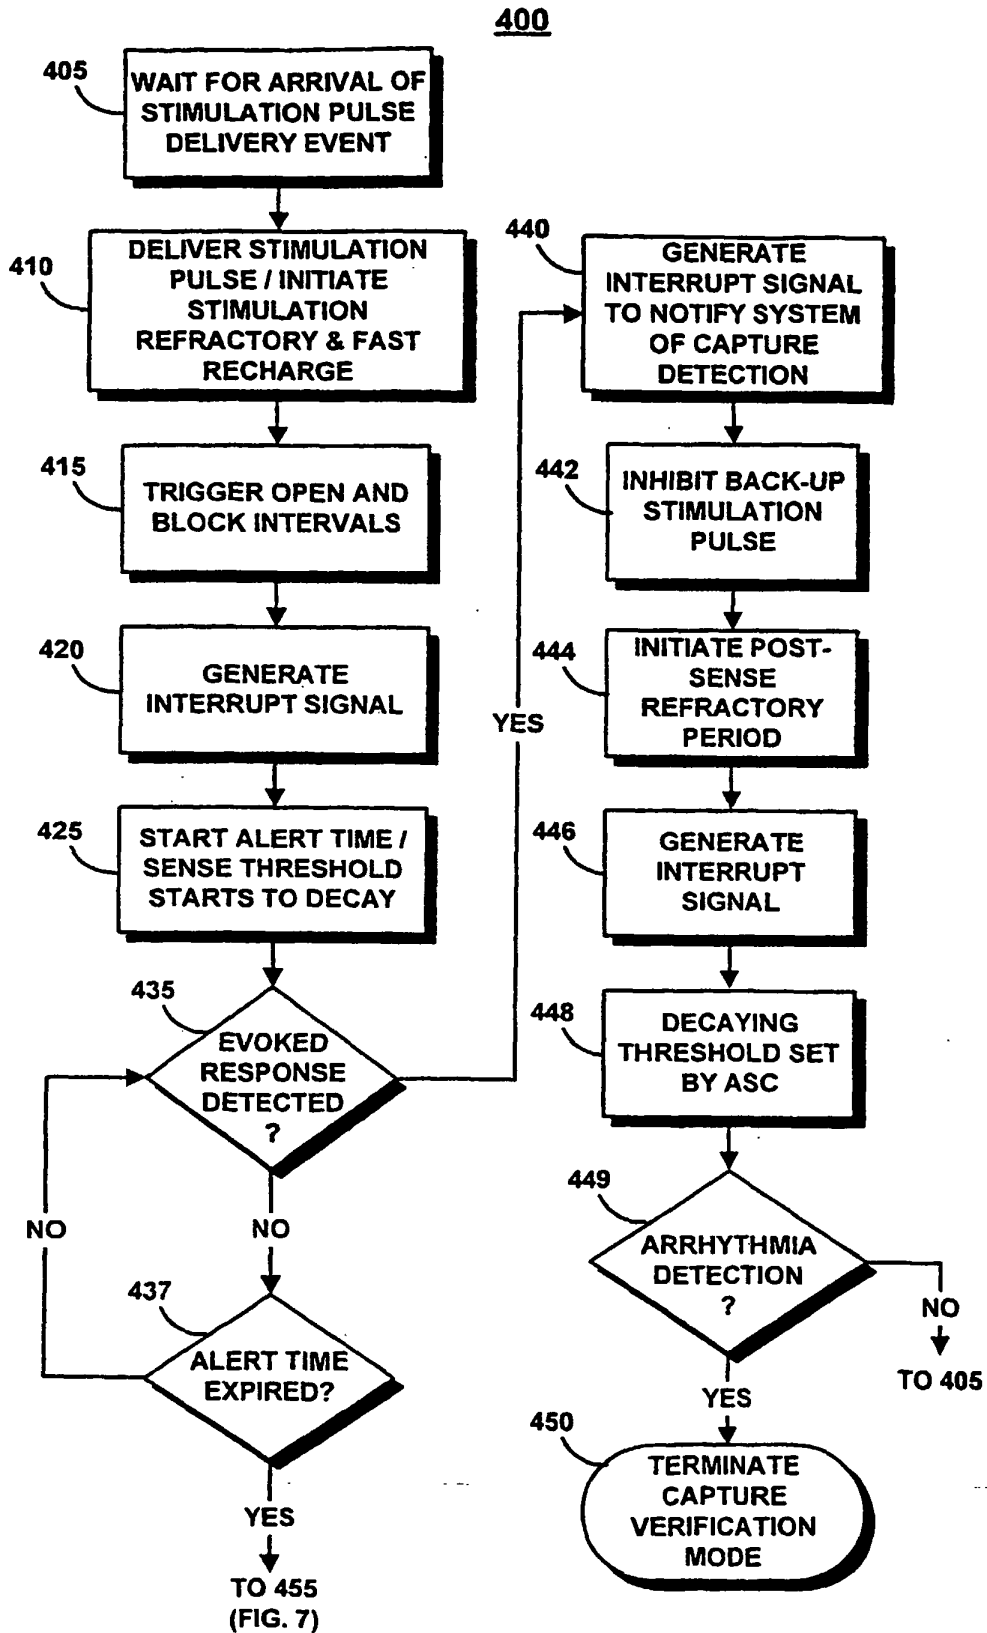 400
405
WAIT FOR ARRIVAL OF
STIMULATION PULSE
DELIVERY EVENT
410
DELIVER STIMULATION
PULSE / INITIATE
STIMULATION
REFRACTORY & FAST
RECHARGE
415
TRIGGER OPEN AND
BLOCK INTERVALS
420
GENERATE
INTERRUPT SIGNAL
425
START ALERT TIME /
SENSE THRESHOLD
STARTS TO DECAY
435
EVOKED
RESPONSE
DETECTED
?
NO
NO
437
ALERT TIME
EXPIRED?
YES
TO 455
(FIG. 7)
YES
440
GENERATE
INTERRUPT SIGNAL
TO NOTIFY SYSTEM
OF CAPTURE
DETECTION
442
INHIBIT BACK-UP
STIMULATION
PULSE
444
INITIATE POST-
SENSE
REFRACTORY
PERIOD
446
GENERATE
INTERRUPT
SIGNAL
448
DECAYING
THRESHOLD SET
BY ASC
449
ARRHYTHMIA
DETECTION
?
NO
TO 405
YES
450
TERMINATE
CAPTURE
VERIFICATION
MODE